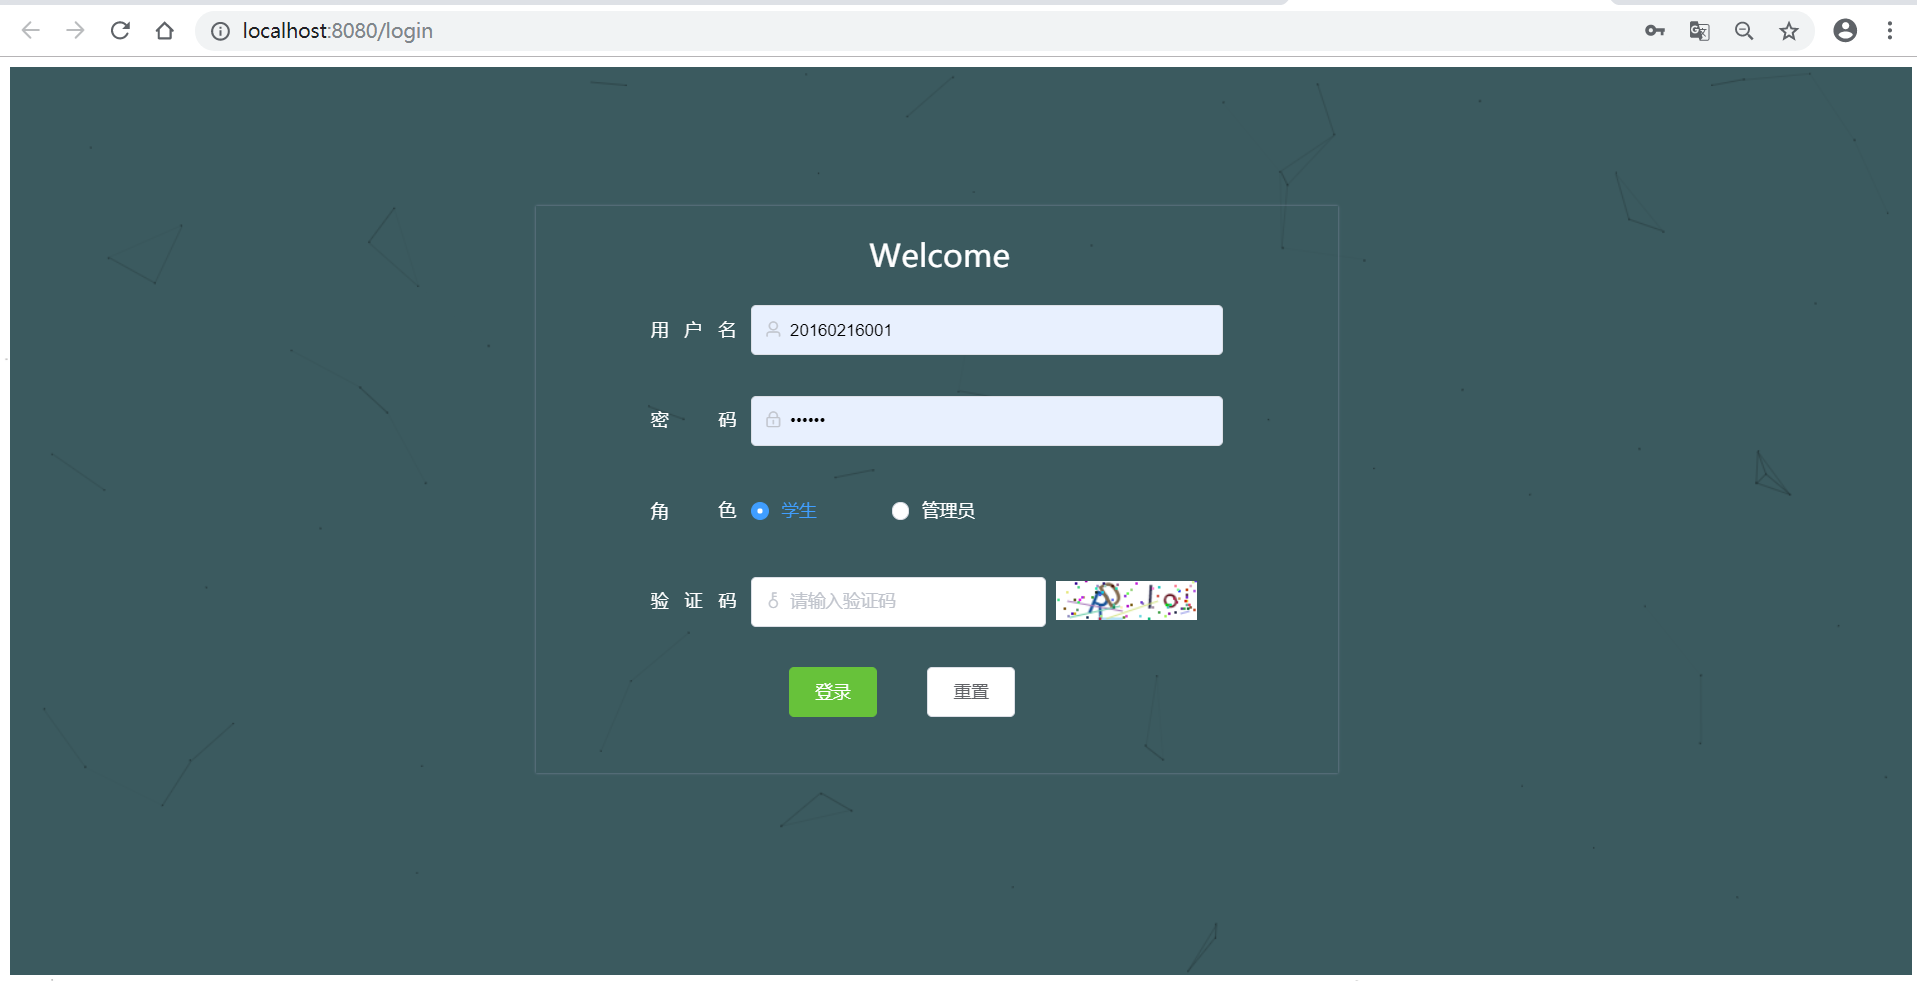 localhost:8080/login
Welcome
用户名 20160216001
密码 ••••••
角色 学生 管理员
验证码 请输入验证码
登录 重置